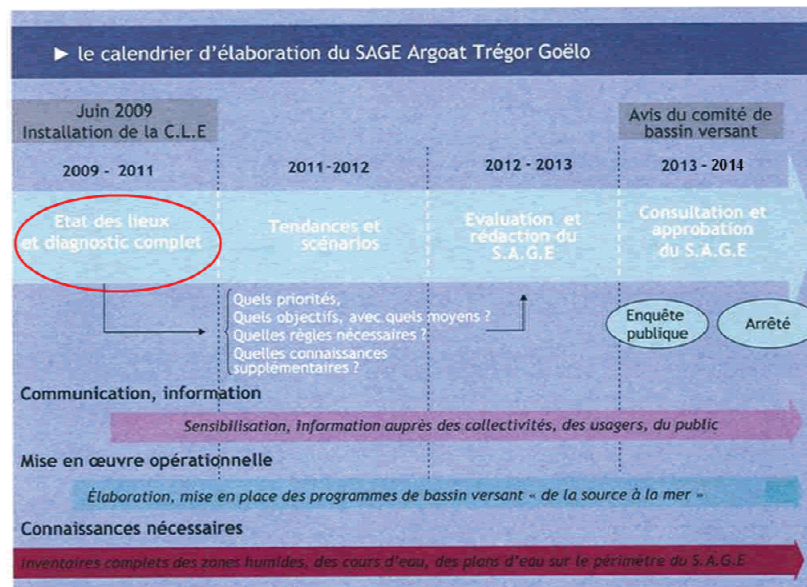 ► le calendrier d'élaboration du SAGE Argoat Trégor Goëlo
Juin 2009
Installation de la C.L.E
Avis du comité de
bassin versant
2009 - 2011
2011-2012
2012 - 2013
2013 - 2014
Etat des lieux
et diagnostic complet
Tendances et
scénarios
Evaluation et
rédaction du
S.A.G.E
Consultation et
approbation
du S.A.G.E
Quels priorités,
Quels objectifs, avec quels moyens ?
Quelles règles nécessaires ?
Quelles connaissances
supplémentaires ?
Enquête
publique
Arrêté
Communication, information
Sensibilisation, information auprès des collectivités, des usagers, du public
Mise en œuvre opérationnelle
Élaboration, mise en place des programmes de bassin versant « de la source à la mer »
Connaissances nécessaires
Inventaires complets des zones humides, des cours d'eau, des plans d'eau sur le périmètre du S.A.G.E